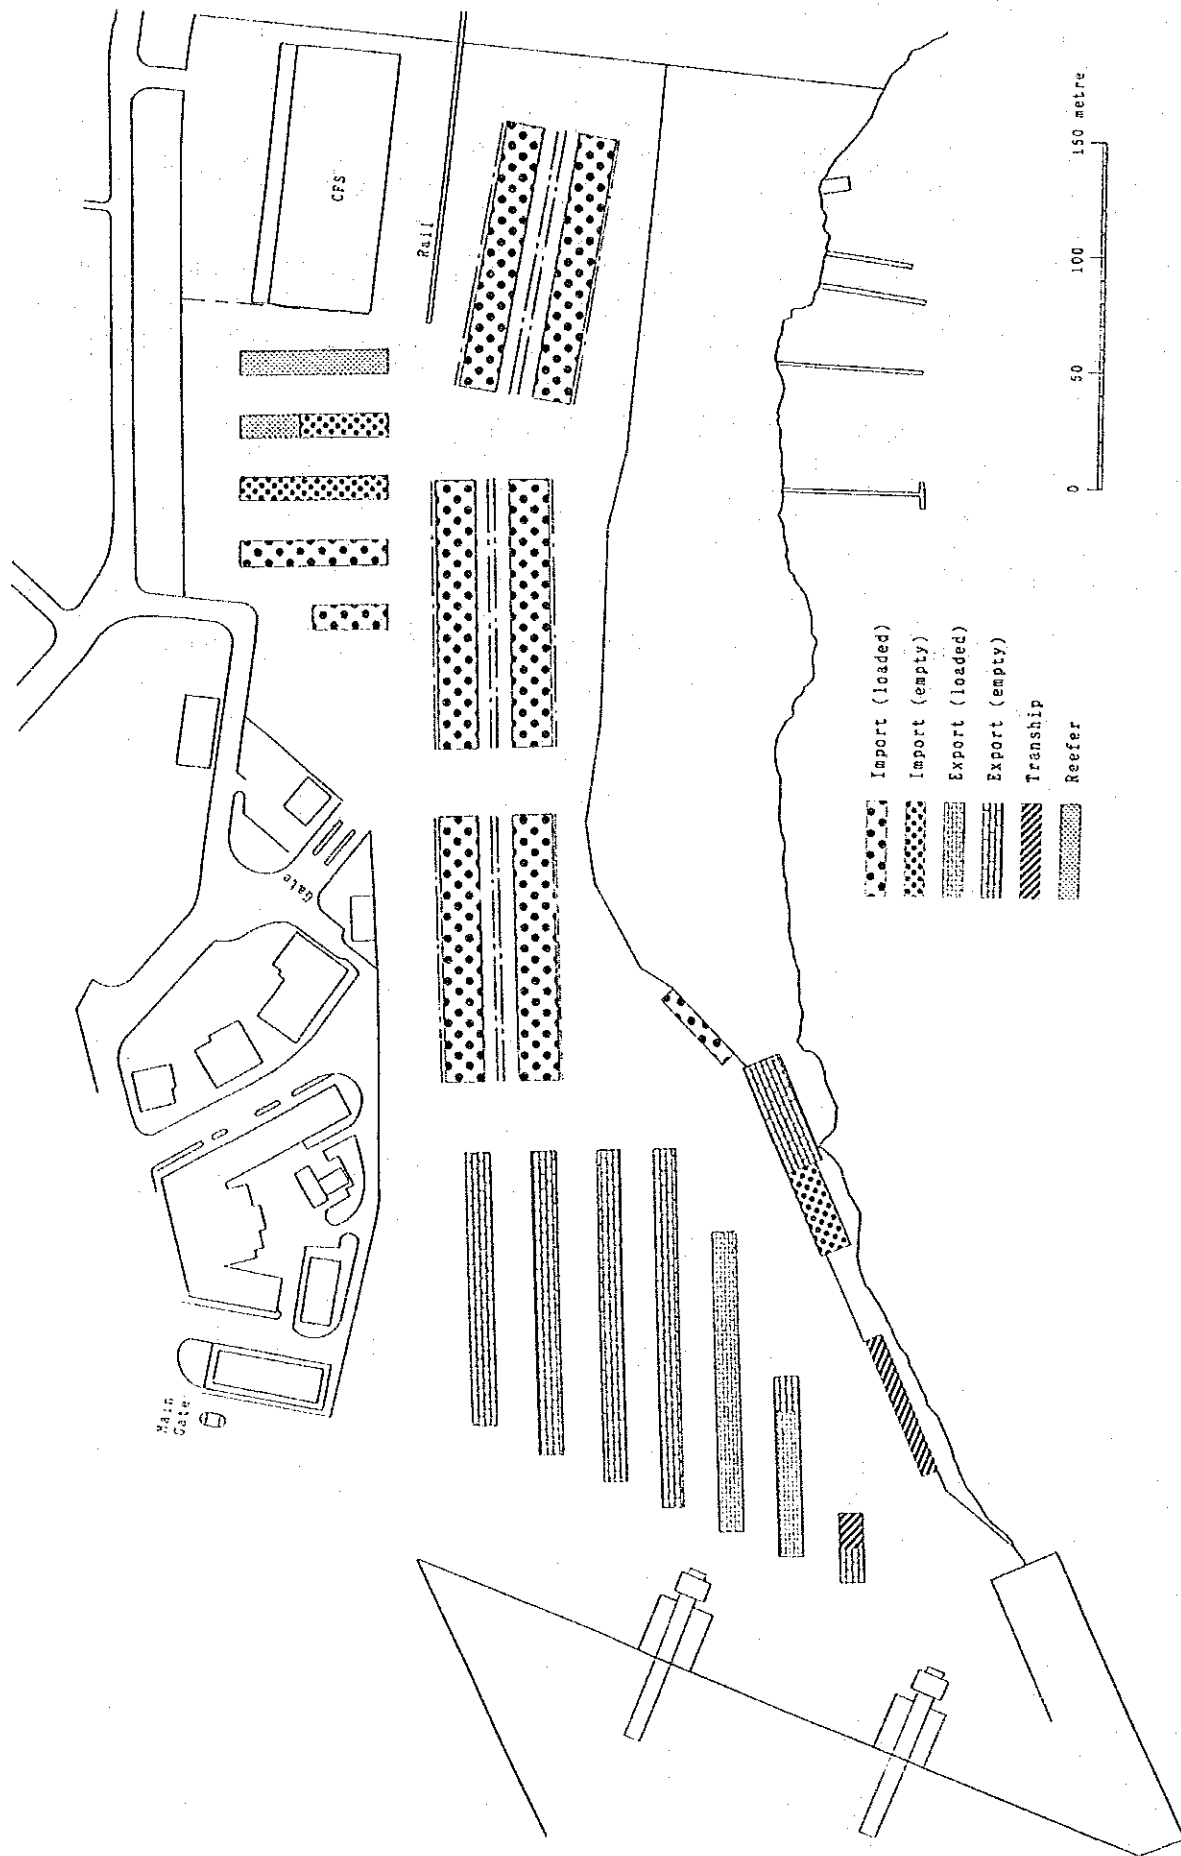 CFS
Rail
Gate
Main
Gate
0 50 100 150 metre
Import (loaded)
Import (empty)
Export (loaded)
Export (empty)
Tranship
Reefer